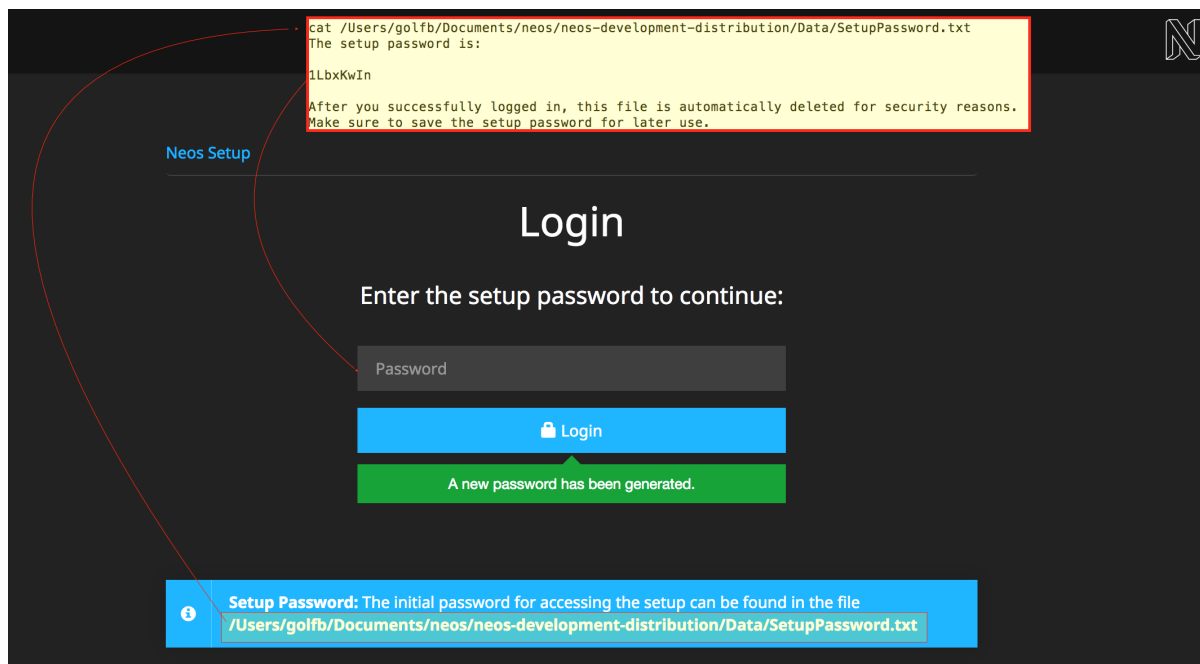 cat /Users/golfb/Documents/neos/neos-development-distribution/Data/SetupPassword.txt
The setup password is:
1LbxKwIn
After you successfully logged in, this file is automatically deleted for security reasons.
Make sure to save the setup password for later use.
Neos Setup
Login
Enter the setup password to continue:
Password
Login
A new password has been generated.
Setup Password: The initial password for accessing the setup can be found in the file
/Users/golfb/Documents/neos/neos-development-distribution/Data/SetupPassword.txt